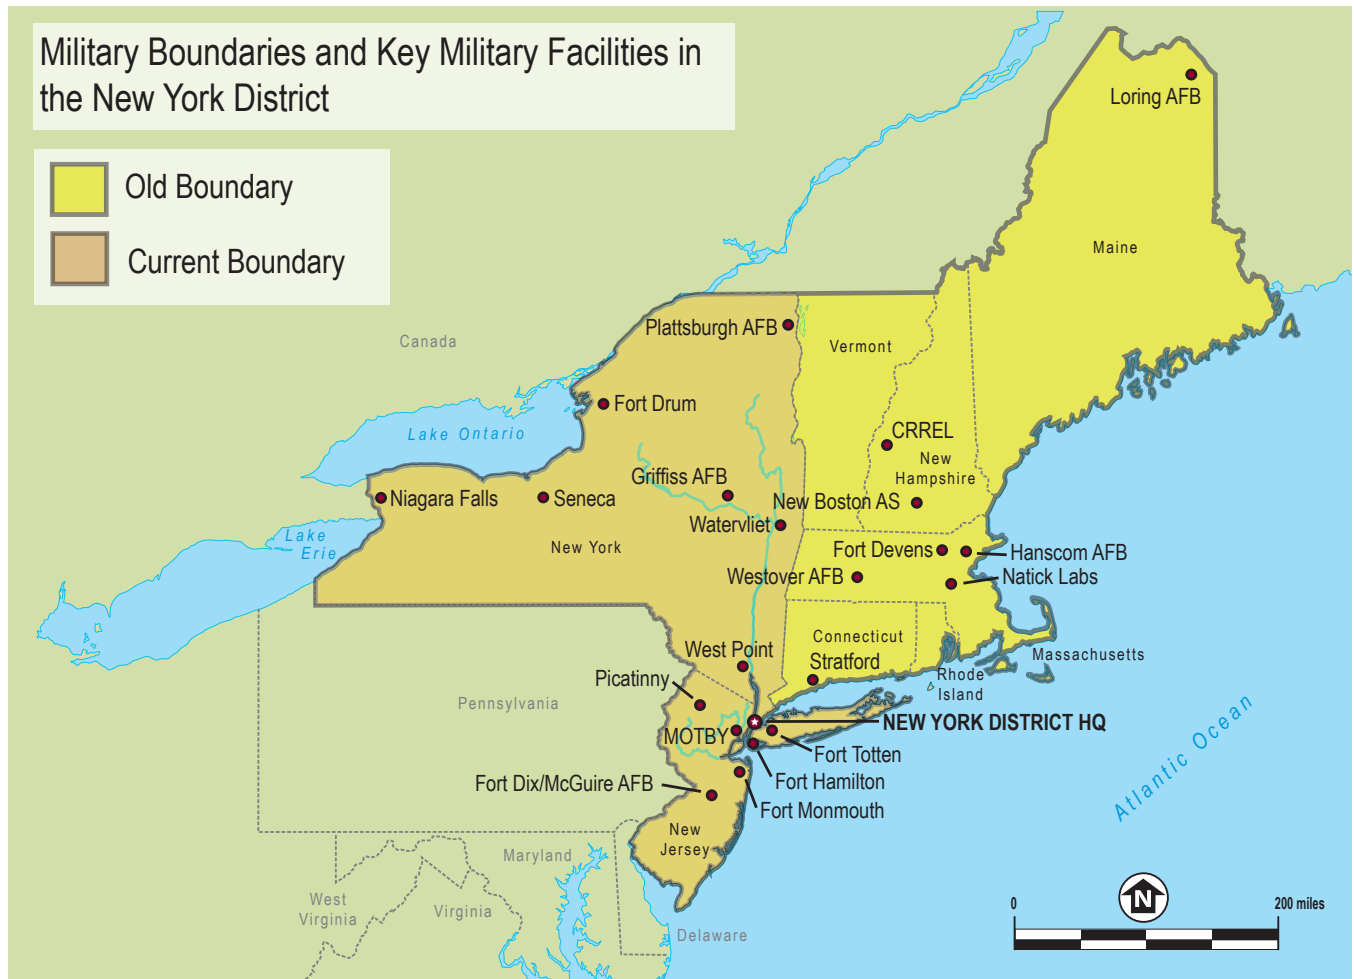 Military Boundaries and Key Military Facilities in
the New York District
Old Boundary
Current Boundary
Loring AFB
Maine
Canada
Plattsburgh AFB
Vermont
Fort Drum
Lake Ontario
CRREL
New
Hampshire
Griffiss AFB
Niagara Falls
Seneca
New Boston AS
Watervliet
Lake
Erie
New York
Fort Devens
Hanscom AFB
Westover AFB
Natick Labs
Connecticut
West Point
Stratford
Massachusetts
Rhode
Island
Picatinny
Pennsylvania
NEW YORK DISTRICT HQ
MOTBY
Fort Totten
Fort Hamilton
Fort Dix/McGuire AFB
Fort Monmouth
Atlantic Ocean
New
Jersey
Maryland
West
Virginia
Virginia
Delaware
N
0
200 miles